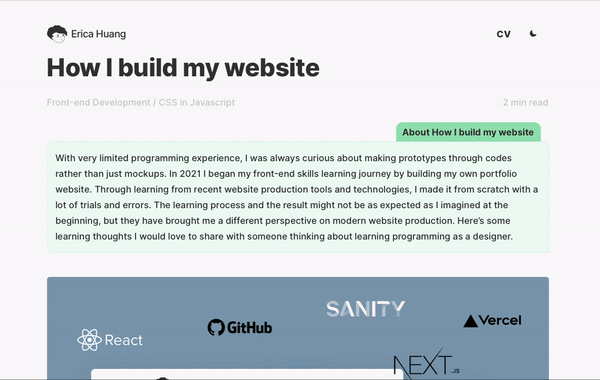 Erica Huang
CV
How I build my website
Front-end Development / CSS in Javascript
2 min read
About How I build my website
With very limited programming experience, I was always curious about making prototypes through codes
rather than just mockups. In 2021 I began my front-end skills learning journey by building my own portfolio
website. Through learning from recent website production tools and technologies, I made it from scratch with a
lot of trials and errors. The learning process and the result might not be as expected as I imagined at the
beginning, but they have brought me a different perspective on modern website production. Here's some
learning thoughts I would love to share with someone thinking about learning programming as a designer.
SANITY
Vercel
GitHub
React
NEXT.JS